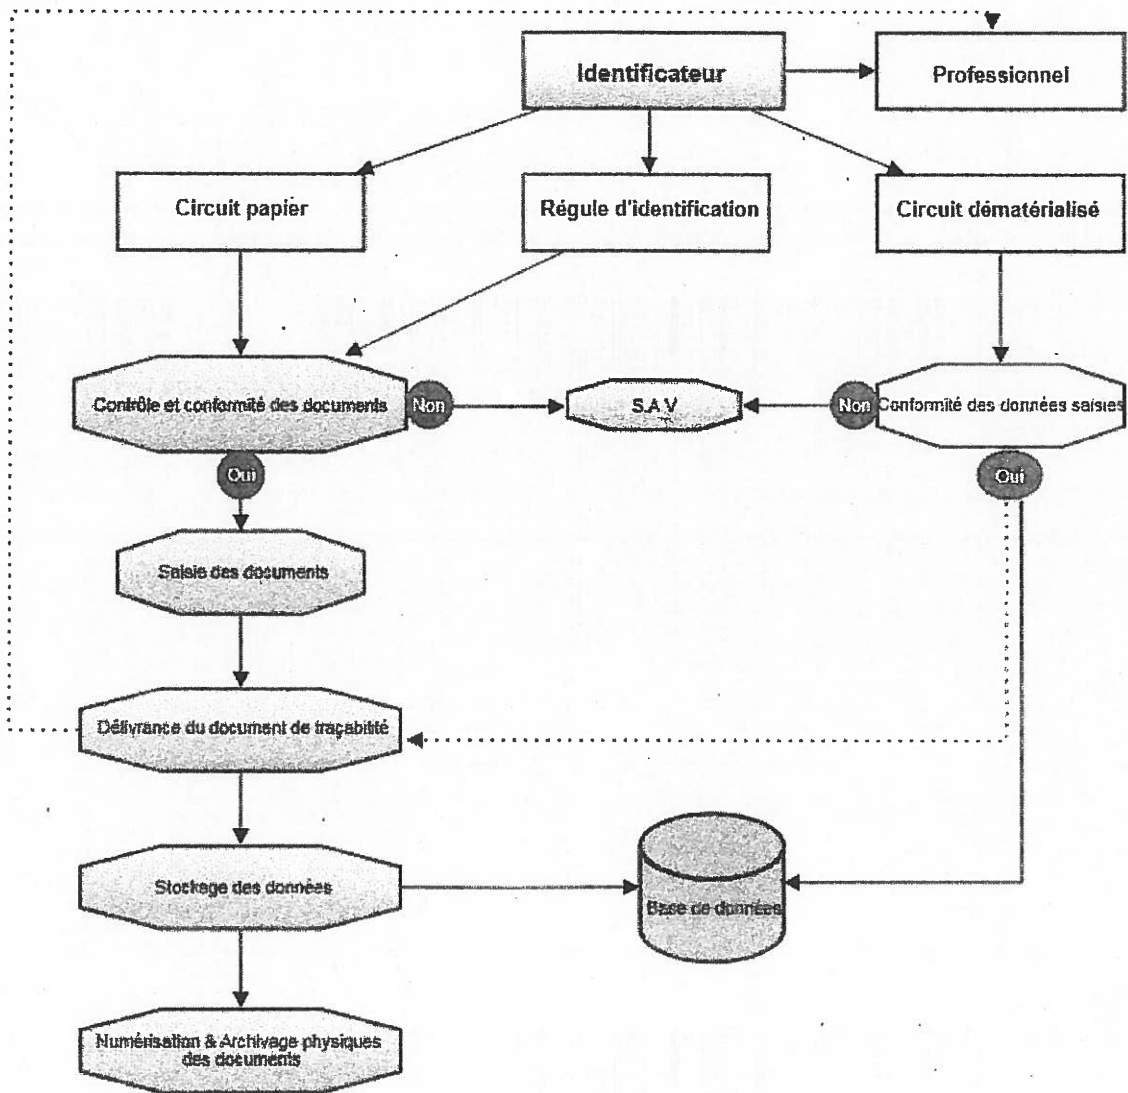 Identificateur
Professionnel
Circuit papier
Régule d'identification
Circuit dématérialisé
Contrôle et conformité des documents
Non
S.A.V
Non
Conformité des données saisies
Oui
Oui
Saisie des documents
Délivrance du document de traçabilité
Stockage des données
Base de données
Numérisation & Archivage physiques
des documents